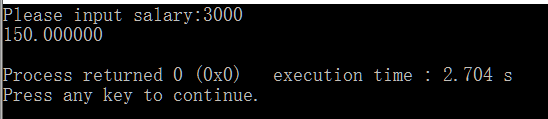 Please input salary:3000
150.000000
Process returned 0 (0x0)   execution time : 2.704 s
Press any key to continue.